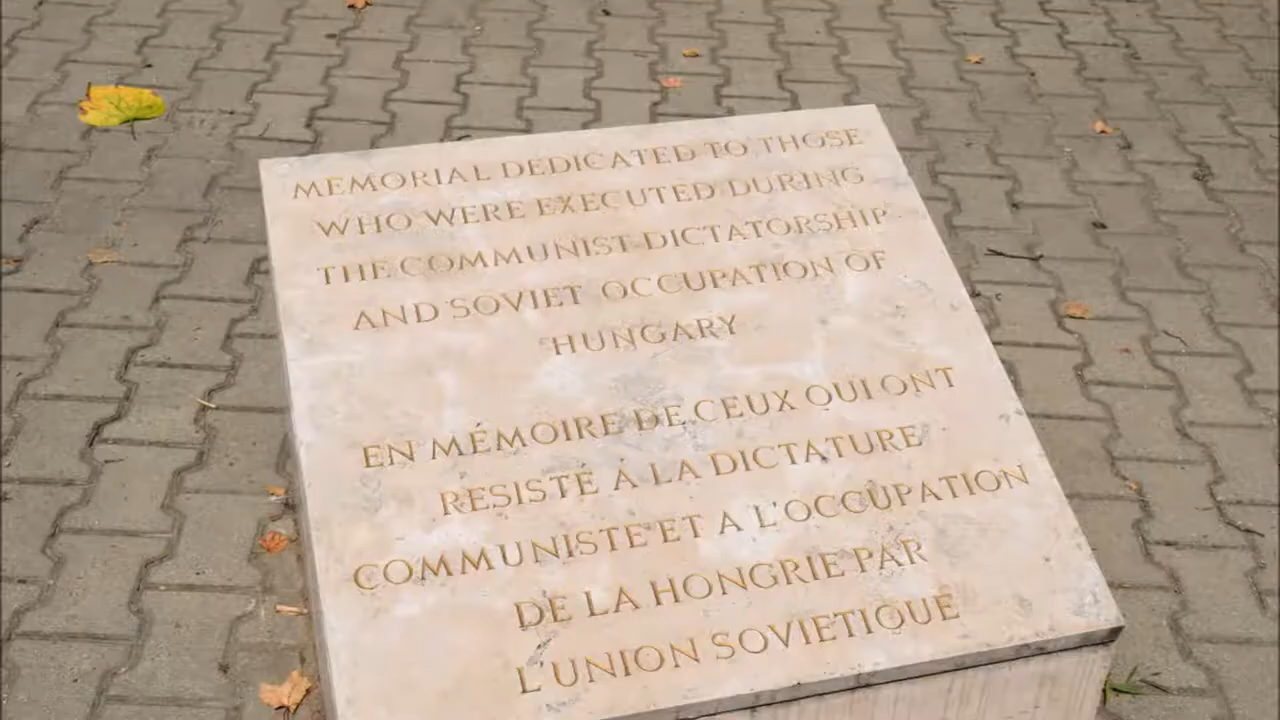 MEMORIAL DEDICATED TO THOSE
WHO WERE EXECUTED DURING
THE COMMUNIST DICTATORSHIP
AND SOVIET OCCUPATION OF
HUNGARY
EN MÉMOIRE DE CEUX QUI ONT
RESISTE À LA DICTATURE
COMMUNISTE ET A L'OCCUPATION
DE LA HONGRIE PAR
L'UNION SOVIETIQUE